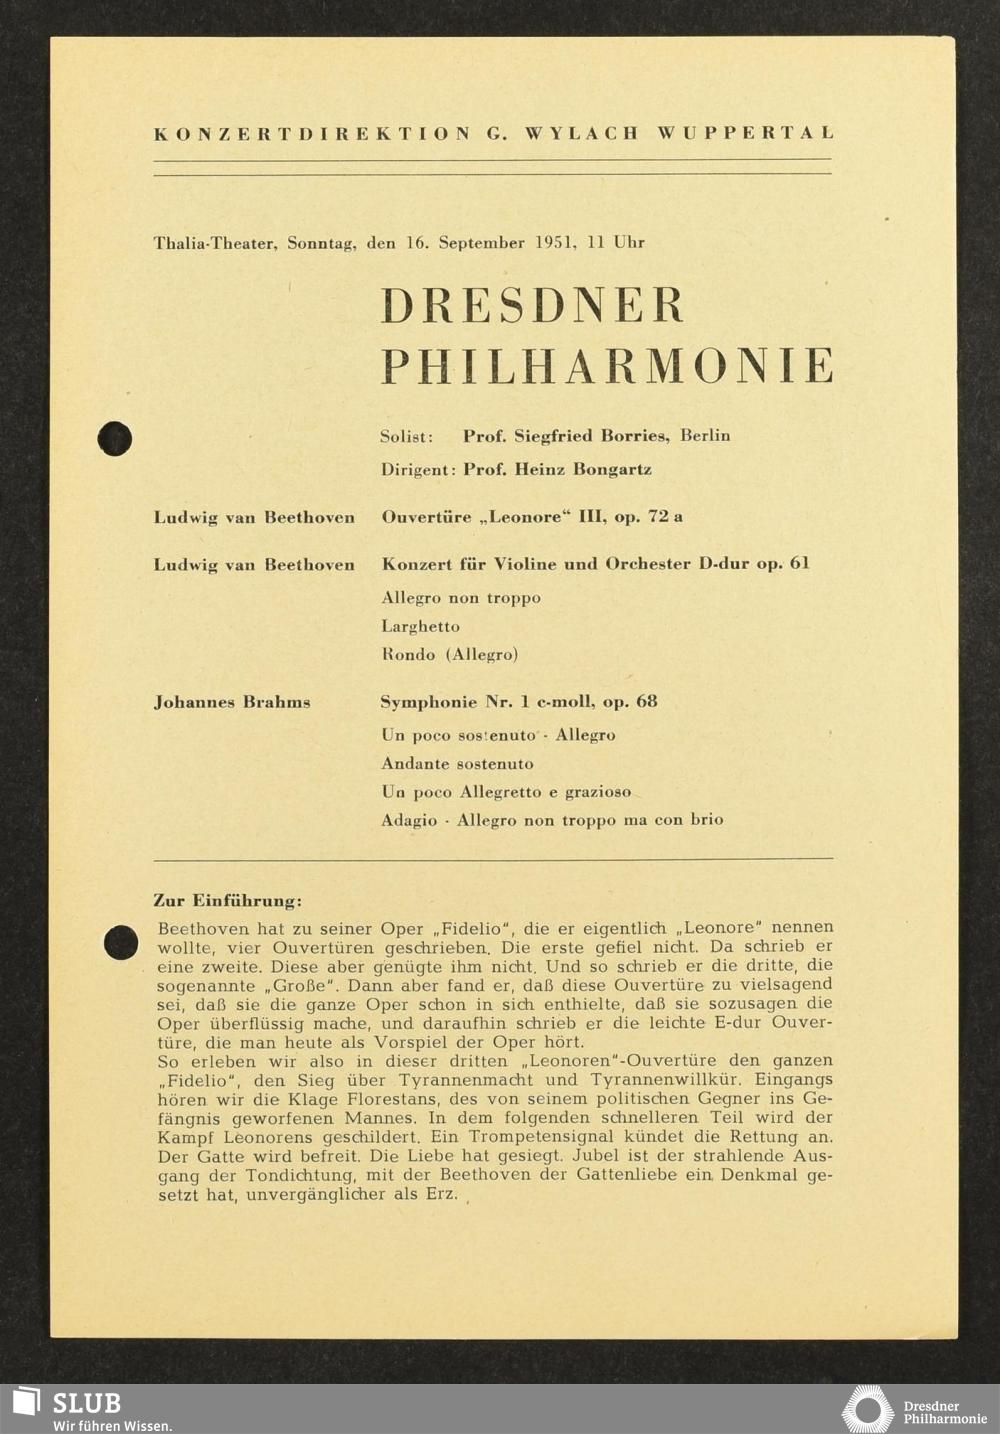 KONZERTDIREKTION G. WYLACH WUPPERTAL
Thalia-Theater, Sonntag, den 16. September 1951, 11 Uhr
DRESDNER
PHILHARMONIE
Solist: Prof. Siegfried Borries, Berlin
Dirigent: Prof. Heinz Bongartz
Ludwig van Beethoven Ouvertüre „Leonore“ III, op. 72 a
Ludwig van Beethoven Konzert für Violine und Orchester D-dur op. 61
Allegro non troppo
Larghetto
Rondo (Allegro)
Johannes Brahms Symphonie Nr. 1 c-moll, op. 68
Un poco sostenuto - Allegro
Andante sostenuto
Un poco Allegretto e grazioso
Adagio - Allegro non troppo ma con brio
Zur Einführung:
Beethoven hat zu seiner Oper „Fidelio", die er eigentlich „Leonore" nennen
wollte, vier Ouvertüren geschrieben. Die erste gefiel nicht. Da schrieb er
eine zweite. Diese aber genügte ihm nicht. Und so schrieb er die dritte, die
sogenannte „Große". Dann aber fand er, daß diese Ouvertüre zu vielsagend
sei, daß sie die ganze Oper schon in sich enthielte, daß sie sozusagen die
Oper überflüssig mache, und daraufhin schrieb er die leichte E-dur Ouver-
türe, die man heute als Vorspiel der Oper hört.
So erleben wir also in dieser dritten „Leonoren"-Ouvertüre den ganzen
„Fidelio", den Sieg über Tyrannenmacht und Tyrannenwillkür. Eingangs
hören wir die Klage Florestans, des von seinem politischen Gegner ins Ge-
fängnis geworfenen Mannes. In dem folgenden schnelleren Teil wird der
Kampf Leonorens geschildert. Ein Trompetensignal kündet die Rettung an.
Der Gatte wird befreit. Die Liebe hat gesiegt. Jubel ist der strahlende Aus-
gang der Tondichtung, mit der Beethoven der Gattenliebe ein Denkmal ge-
setzt hat, unvergänglicher als Erz.
SLUB
Wir führen Wissen.
Dresdner
Philharmonie